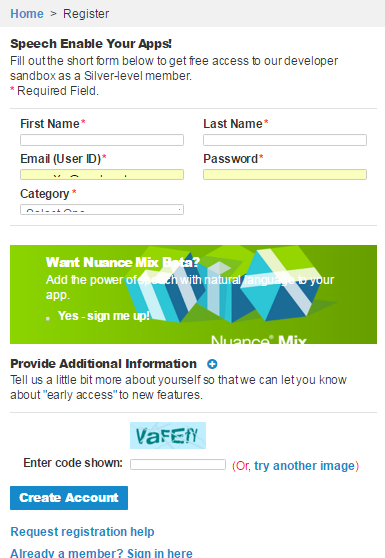 Home > Register
Speech Enable Your Apps!
Fill out the short form below to get free access to our developer
sandbox as a Silver-level member.
* Required Field.
First Name* Last Name*
Email (User ID)* Password*
Category *
Select One
Want Nuance Mix Beta?
Add the power of speech with natural language to your
app.
Yes - sign me up!
Nuance® Mix
Provide Additional Information
Tell us a little bit more about yourself so that we can let you know
about "early access" to new features.
VaFEfY
Enter code shown: (Or, try another image)
Create Account
Request registration help
Already a member? Sign in here